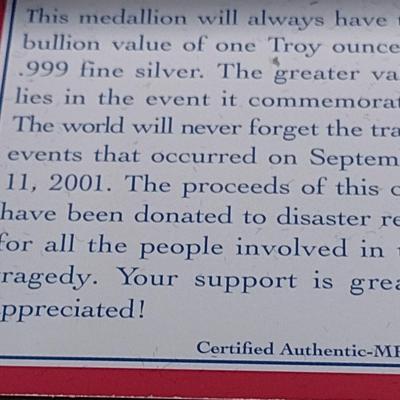 This medallion will always have
bullion value of one Troy ounce
.999 fine silver. The greater va
lies in the event it commemorat
The world will never forget the tra
events that occurred on Septem
11, 2001. The proceeds of this c
have been donated to disaster re
for all the people involved in t
ragedy. Your support is grea
ppreciated!
Certified Authentic-ME